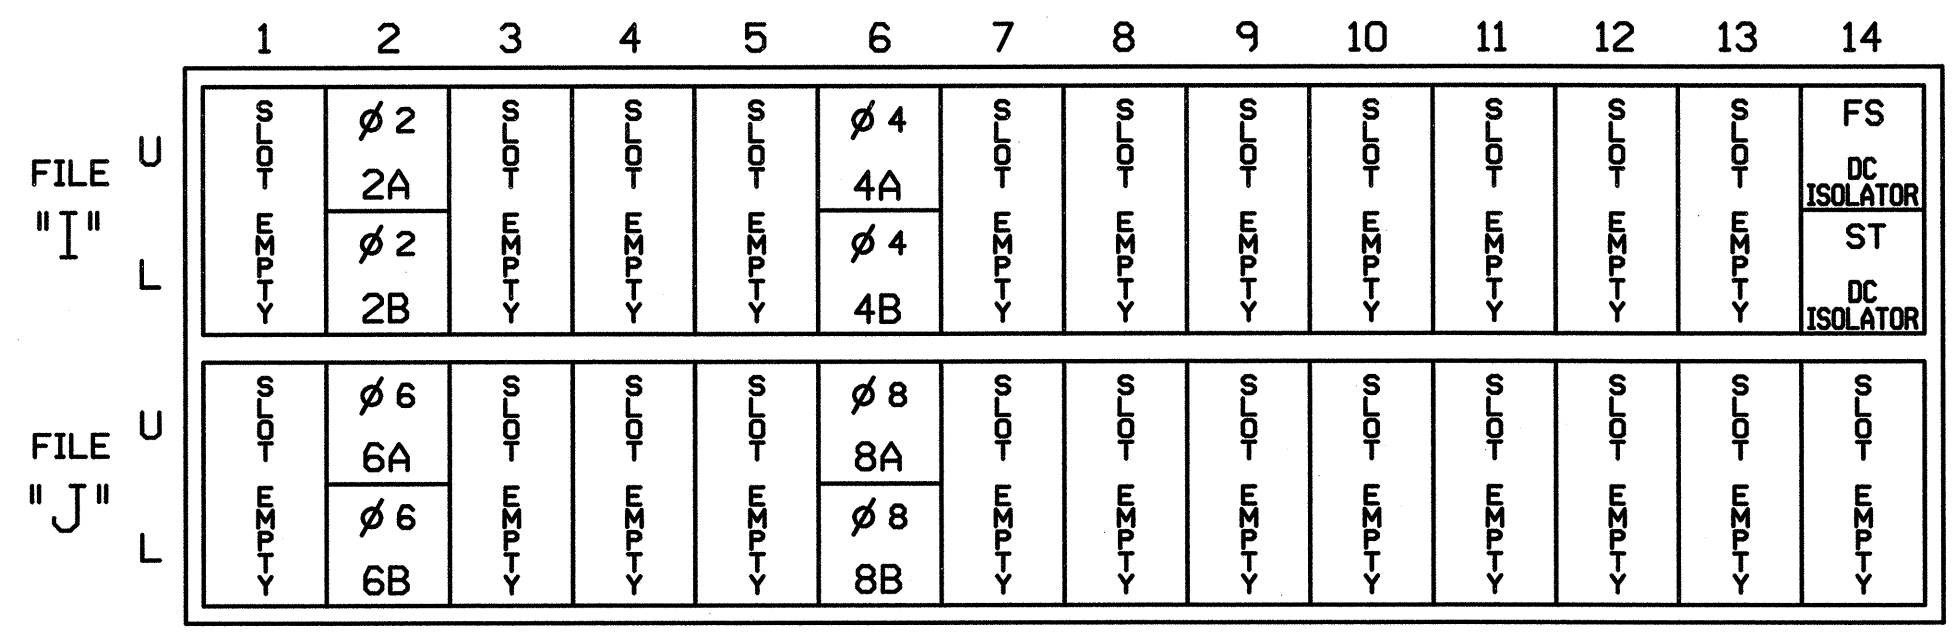 1 2 3 4 5 6 7 8 9 10 11 12 13 14
FILE "I"
U
L
SLOT EMPTY
ø 2
2A
ø 2
2B
SLOT EMPTY
SLOT EMPTY
SLOT EMPTY
ø 4
4A
ø 4
4B
SLOT EMPTY
SLOT EMPTY
SLOT EMPTY
SLOT EMPTY
SLOT EMPTY
SLOT EMPTY
SLOT EMPTY
FS
DC
ISOLATOR
ST
DC
ISOLATOR
FILE "J"
U
L
SLOT EMPTY
ø 6
6A
ø 6
6B
SLOT EMPTY
SLOT EMPTY
SLOT EMPTY
ø 8
8A
ø 8
8B
SLOT EMPTY
SLOT EMPTY
SLOT EMPTY
SLOT EMPTY
SLOT EMPTY
SLOT EMPTY
SLOT EMPTY
SLOT EMPTY